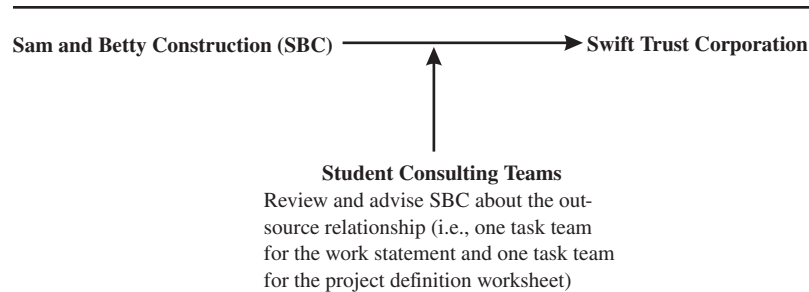 Sam and Betty Construction (SBC) Swift Trust Corporation
Student Consulting Teams
Review and advise SBC about the out-
source relationship (i.e., one task team
for the work statement and one task team
for the project definition worksheet)